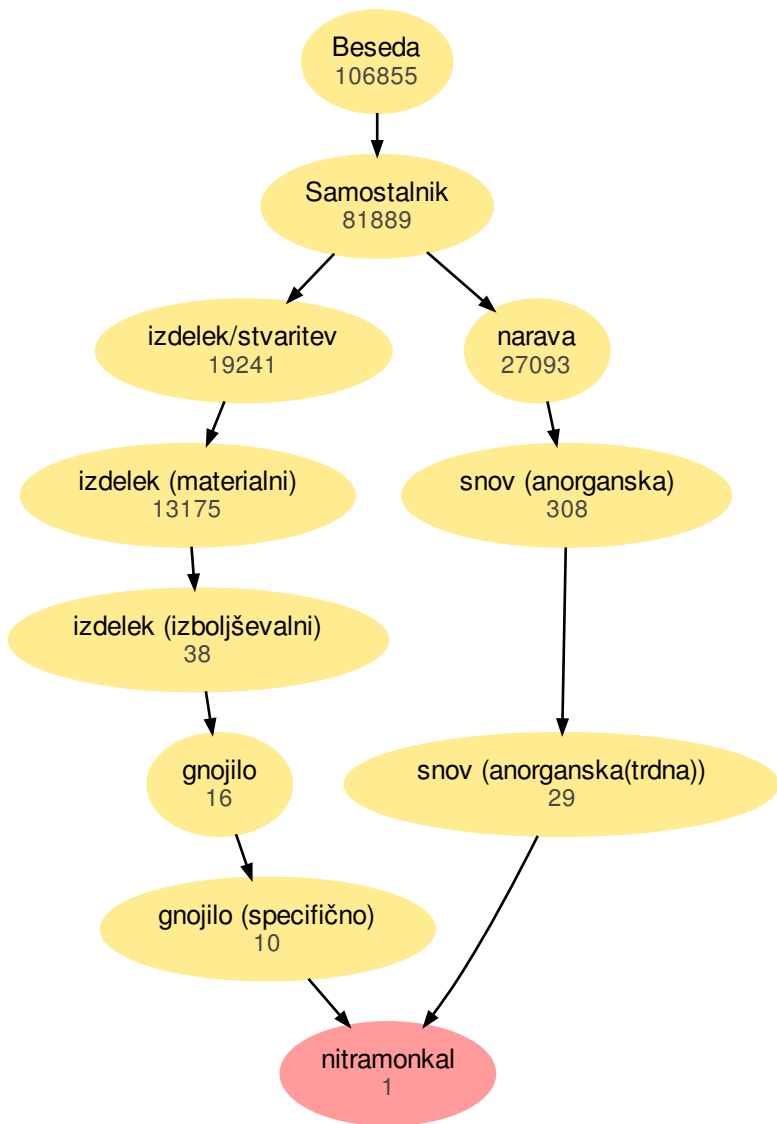 Beseda
106855
Samostalnik
81889
izdelek/stvaritev
19241
narava
27093
izdelek (materialni)
13175
snov (anorganska)
308
izdelek (izboljševalni)
38
gnojilo
16
snov (anorganska(trdna))
29
gnojilo (specifično)
10
nitramonkal
1